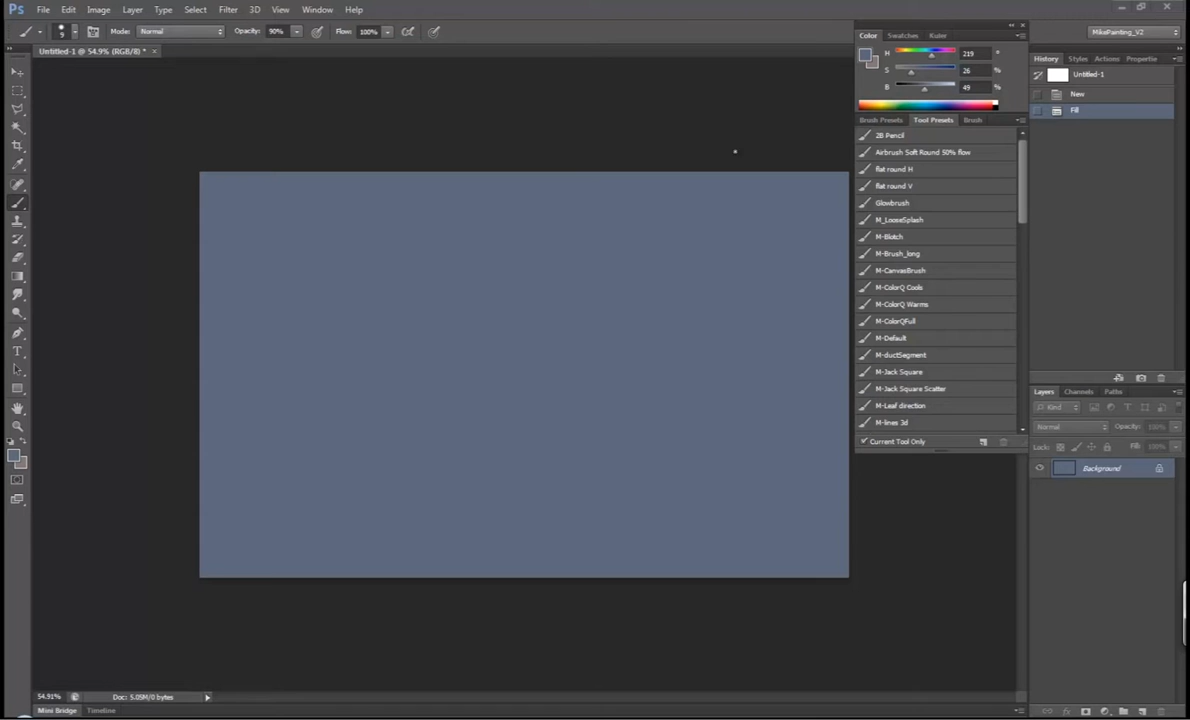 Ps File Edit Image Layer Type Select Filter 3D View Window Help
9 Mode: Normal Opacity: 90% Flow: 100% MikePainting_V2
Untitled-1 @ 54.9% (RGB/8) * ×
Color Swatches Kuler
H 219 °
S 26 %
B 49 %
Brush Presets Tool Presets Brush
2B Pencil
Airbrush Soft Round 50% flow
flat round H
flat round V
Glowbrush
M_LooseSplash
M-Blotch
M-Brush_long
M-CanvasBrush
M-ColorQ Cools
M-ColorQ Warms
M-ColorQFull
M-Default
M-ductSegment
M-Jack Square
M-Jack Square Scatter
M-Leaf direction
M-lines 3d
Current Tool Only
History Styles Actions Propertie
Untitled-1
New
Fill
Layers Channels Paths
Kind
Normal Opacity: 100%
Lock: Fill: 100%
Background
54.91% Doc: 5.05M/0 bytes
Mini Bridge Timeline